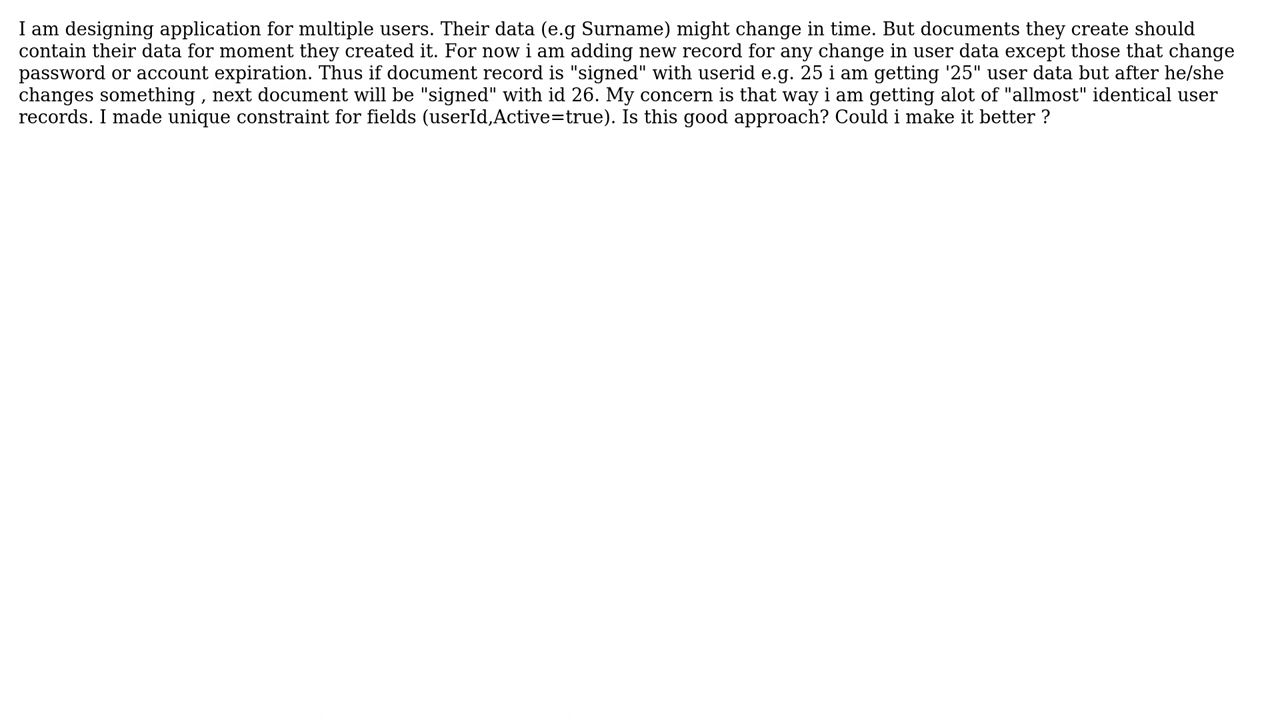 I am designing application for multiple users. Their data (e.g Surname) might change in time. But documents they create should
contain their data for moment they created it. For now i am adding new record for any change in user data except those that change
password or account expiration. Thus if document record is "signed" with userid e.g. 25 i am getting '25" user data but after he/she
changes something , next document will be "signed" with id 26. My concern is that way i am getting alot of "allmost" identical user
records. I made unique constraint for fields (userId,Active=true). Is this good approach? Could i make it better ?